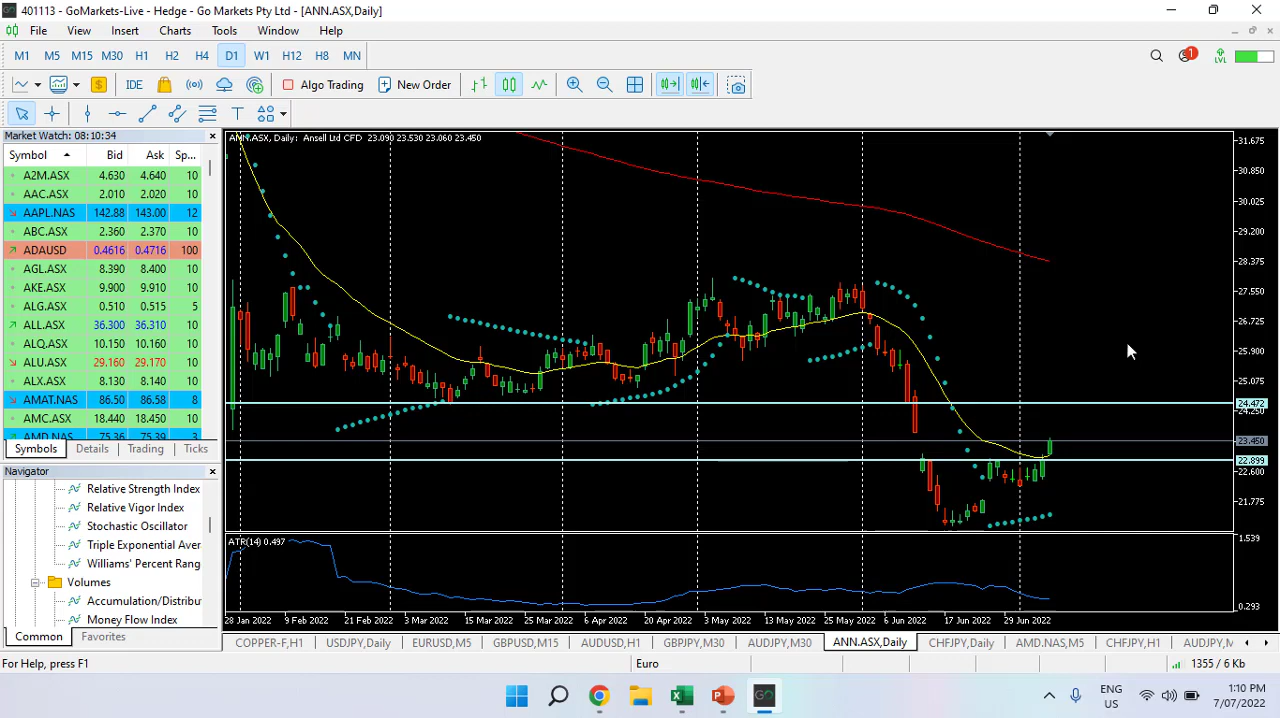 401113 - GoMarkets-Live - Hedge - Go Markets Pty Ltd - [ANN.ASX,Daily]
File View Insert Charts Tools Window Help
M1 M5 M15 M30 H1 H2 H4 D1 W1 H12 H8 MN
1 LVL
IDE Algo Trading New Order
Market Watch: 08:10:34
Symbol Bid Ask Sp...
A2M.ASX 4.630 4.640 10
AAC.ASX 2.010 2.020 10
AAPL.NAS 142.88 143.00 12
ABC.ASX 2.360 2.370 10
ADAUSD 0.4616 0.4716 100
AGL.ASX 8.390 8.400 10
AKE.ASX 9.900 9.910 10
ALG.ASX 0.510 0.515 5
ALL.ASX 36.300 36.310 10
ALQ.ASX 10.150 10.160 10
ALU.ASX 29.160 29.170 10
ALX.ASX 8.130 8.140 10
AMAT.NAS 86.50 86.58 8
AMC.ASX 18.440 18.450 10
AMD.NAS 75.36 75.39 3
Symbols Details Trading Ticks
Navigator
Relative Strength Index
Relative Vigor Index
Stochastic Oscillator
Triple Exponential Aver
Williams' Percent Rang
Volumes
Accumulation/Distribu
Money Flow Index
Common Favorites
ANN.ASX, Daily: Ansell Ltd CFD 23.090 23.530 23.060 23.450
31.675
30.850
30.025
29.200
28.375
27.550
26.725
25.900
25.075
24.472
24.250
23.450
22.899
22.600
21.775
ATR(14) 0.497
1.539
0.293
28 Jan 2022 9 Feb 2022 21 Feb 2022 3 Mar 2022 15 Mar 2022 25 Mar 2022 6 Apr 2022 20 Apr 2022 3 May 2022 13 May 2022 25 May 2022 6 Jun 2022 17 Jun 2022 29 Jun 2022
COPPER-F,H1 USDJPY,Daily EURUSD,M5 GBPUSD,M15 AUDUSD,H1 GBPJPY,M30 AUDJPY,M30 ANN.ASX,Daily CHFJPY,Daily AMD.NAS,M5 CHFJPY,H1 AUDJPY,M
For Help, press F1 Euro 1355 / 6 Kb
GO ENG US 1:10 PM 7/07/2022